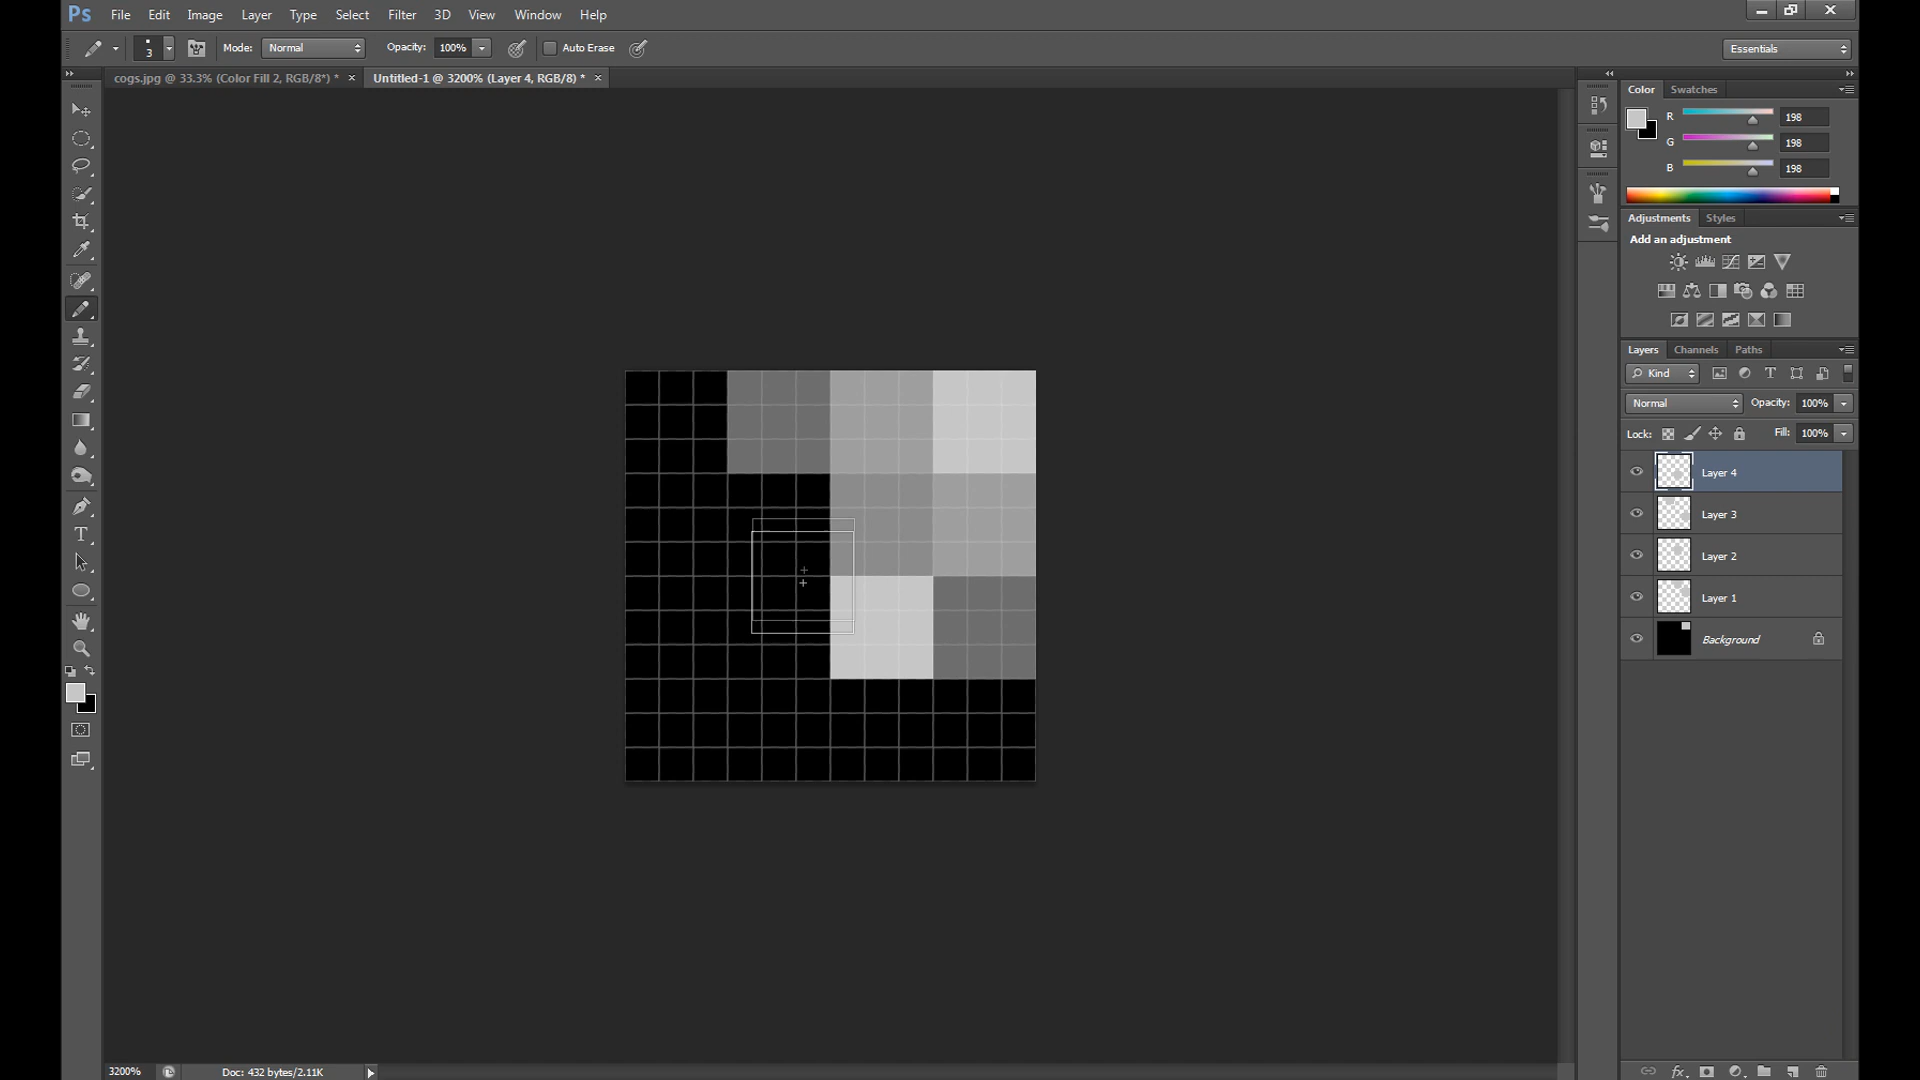 Ps File Edit Image Layer Type Select Filter 3D View Window Help
3 Mode: Normal Opacity: 100% Auto Erase Essentials
cogs.jpg @ 33.3% (Color Fill 2, RGB/8*) * × Untitled-1 @ 3200% (Layer 4, RGB/8) * ×
Color Swatches
R 198
G 198
B 198
Adjustments Styles
Add an adjustment
Layers Channels Paths
Kind
Normal Opacity: 100%
Lock: Fill: 100%
Layer 4
Layer 3
Layer 2
Layer 1
Background
3200% Doc: 432 bytes/2.11K